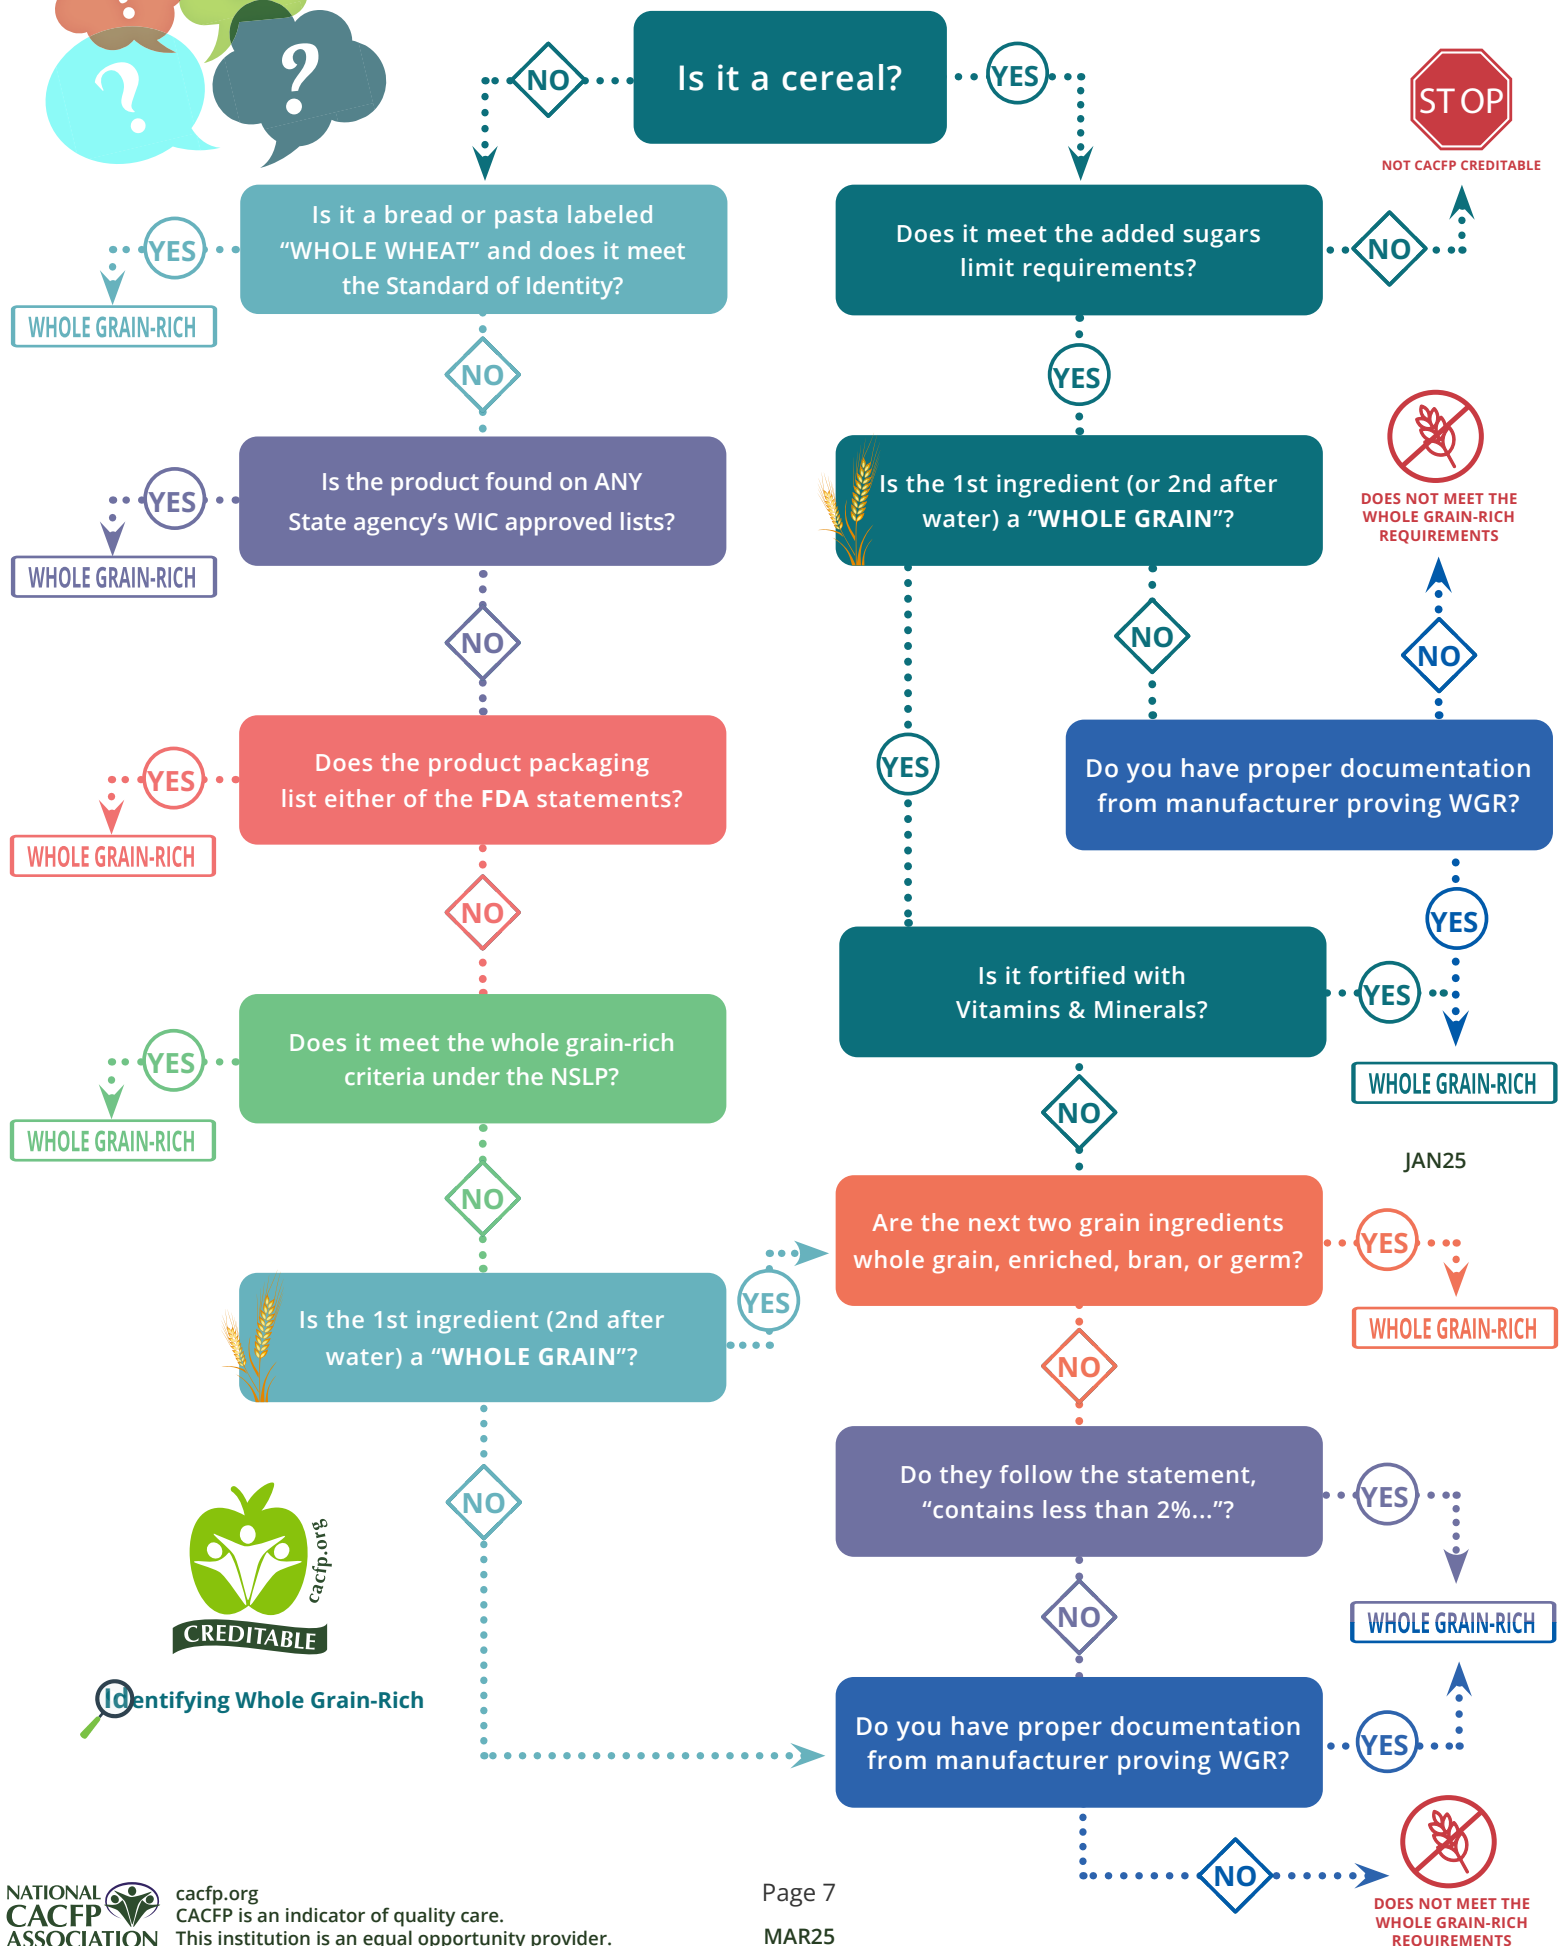 ?
?
?
NO
Is it a cereal?
YES
STOP
NOT CACFP CREDITABLE
Is it a bread or pasta labeled
“WHOLE WHEAT” and does it meet
the Standard of Identity?
YES
WHOLE GRAIN-RICH
NO
Does it meet the added sugars
limit requirements?
NO
YES
Is the product found on ANY
State agency’s WIC approved lists?
YES
WHOLE GRAIN-RICH
NO
Is the 1st ingredient (or 2nd after
water) a “WHOLE GRAIN”?
DOES NOT MEET THE
WHOLE GRAIN-RICH
REQUIREMENTS
NO
NO
YES
Does the product packaging
list either of the FDA statements?
YES
WHOLE GRAIN-RICH
NO
Do you have proper documentation
from manufacturer proving WGR?
YES
Is it fortified with
Vitamins & Minerals?
YES
WHOLE GRAIN-RICH
NO
Does it meet the whole grain-rich
criteria under the NSLP?
YES
WHOLE GRAIN-RICH
NO
JAN25
Are the next two grain ingredients
whole grain, enriched, bran, or germ?
YES
WHOLE GRAIN-RICH
NO
Is the 1st ingredient (2nd after
water) a “WHOLE GRAIN”?
YES
NO
Do they follow the statement,
“contains less than 2%...”?
YES
WHOLE GRAIN-RICH
NO
cacfp.org
CREDITABLE
Identifying Whole Grain-Rich
Do you have proper documentation
from manufacturer proving WGR?
YES
NO
DOES NOT MEET THE
WHOLE GRAIN-RICH
REQUIREMENTS
NATIONAL
CACFP
ASSOCIATION
cacfp.org
CACFP is an indicator of quality care.
This institution is an equal opportunity provider.
Page 7
MAR25